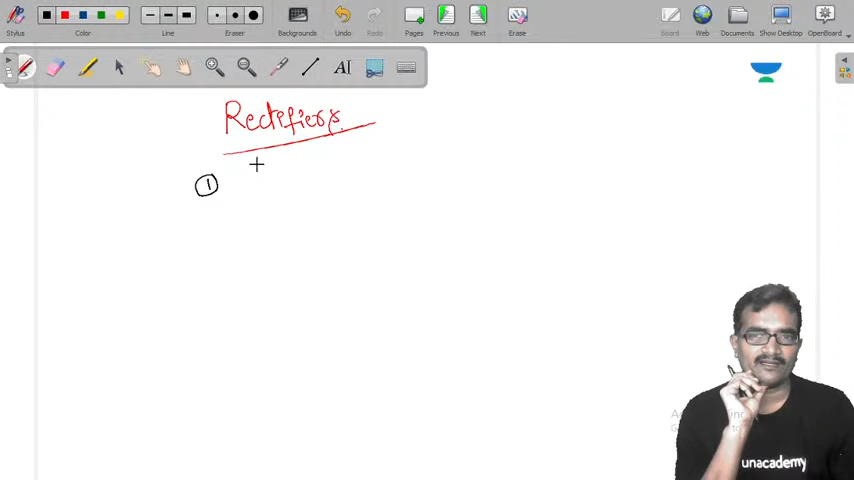 Stylus Color Line Eraser Backgrounds Undo Redo Pages Previous Next Erase Board Web Documents Show Desktop OpenBoard
AI
Rectifiers
1
unacademy